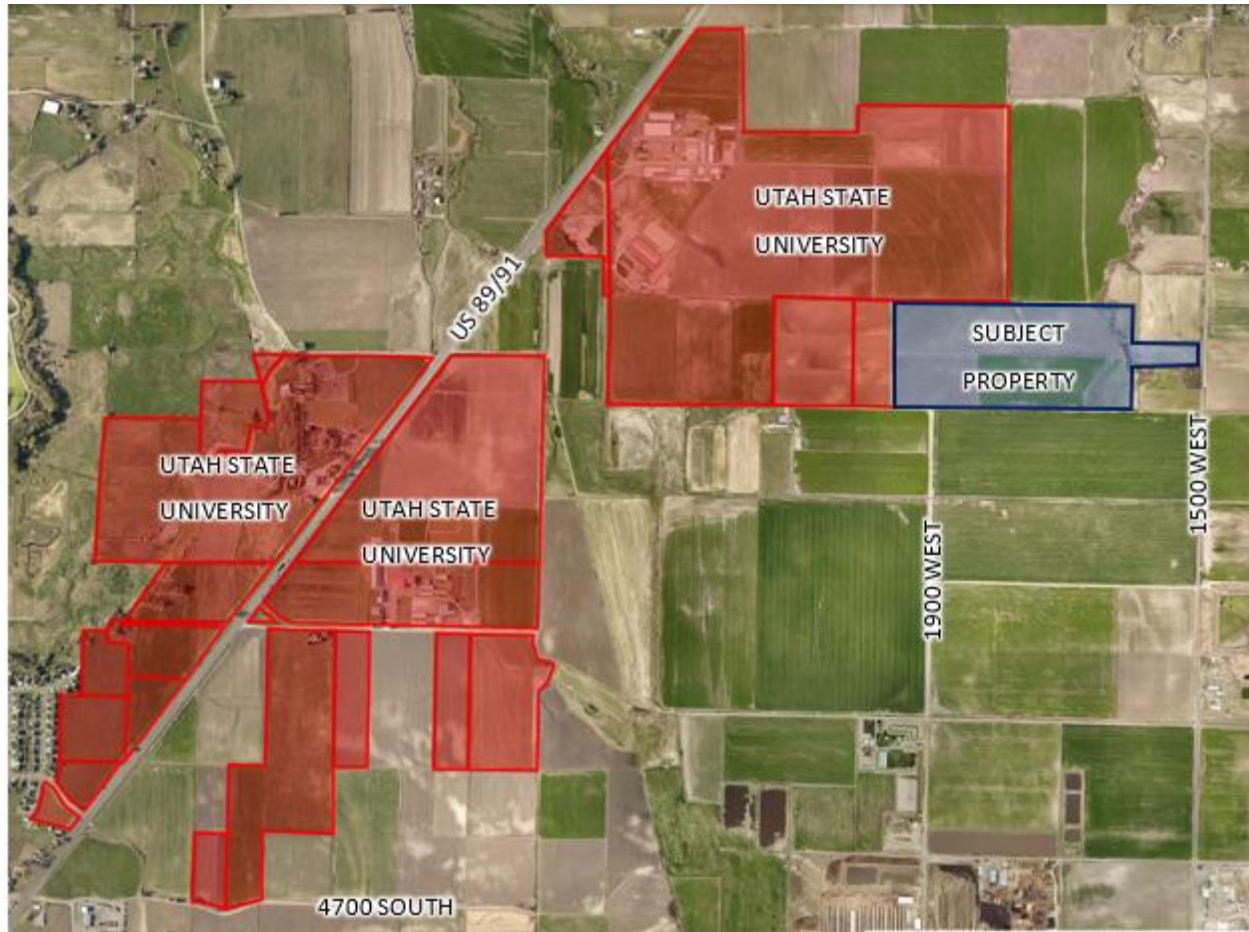 UTAH STATE
UNIVERSITY
US 89/91
SUBJECT
PROPERTY
UTAH STATE
UNIVERSITY
UTAH STATE
UNIVERSITY
1900 WEST
1500 WEST
4700 SOUTH